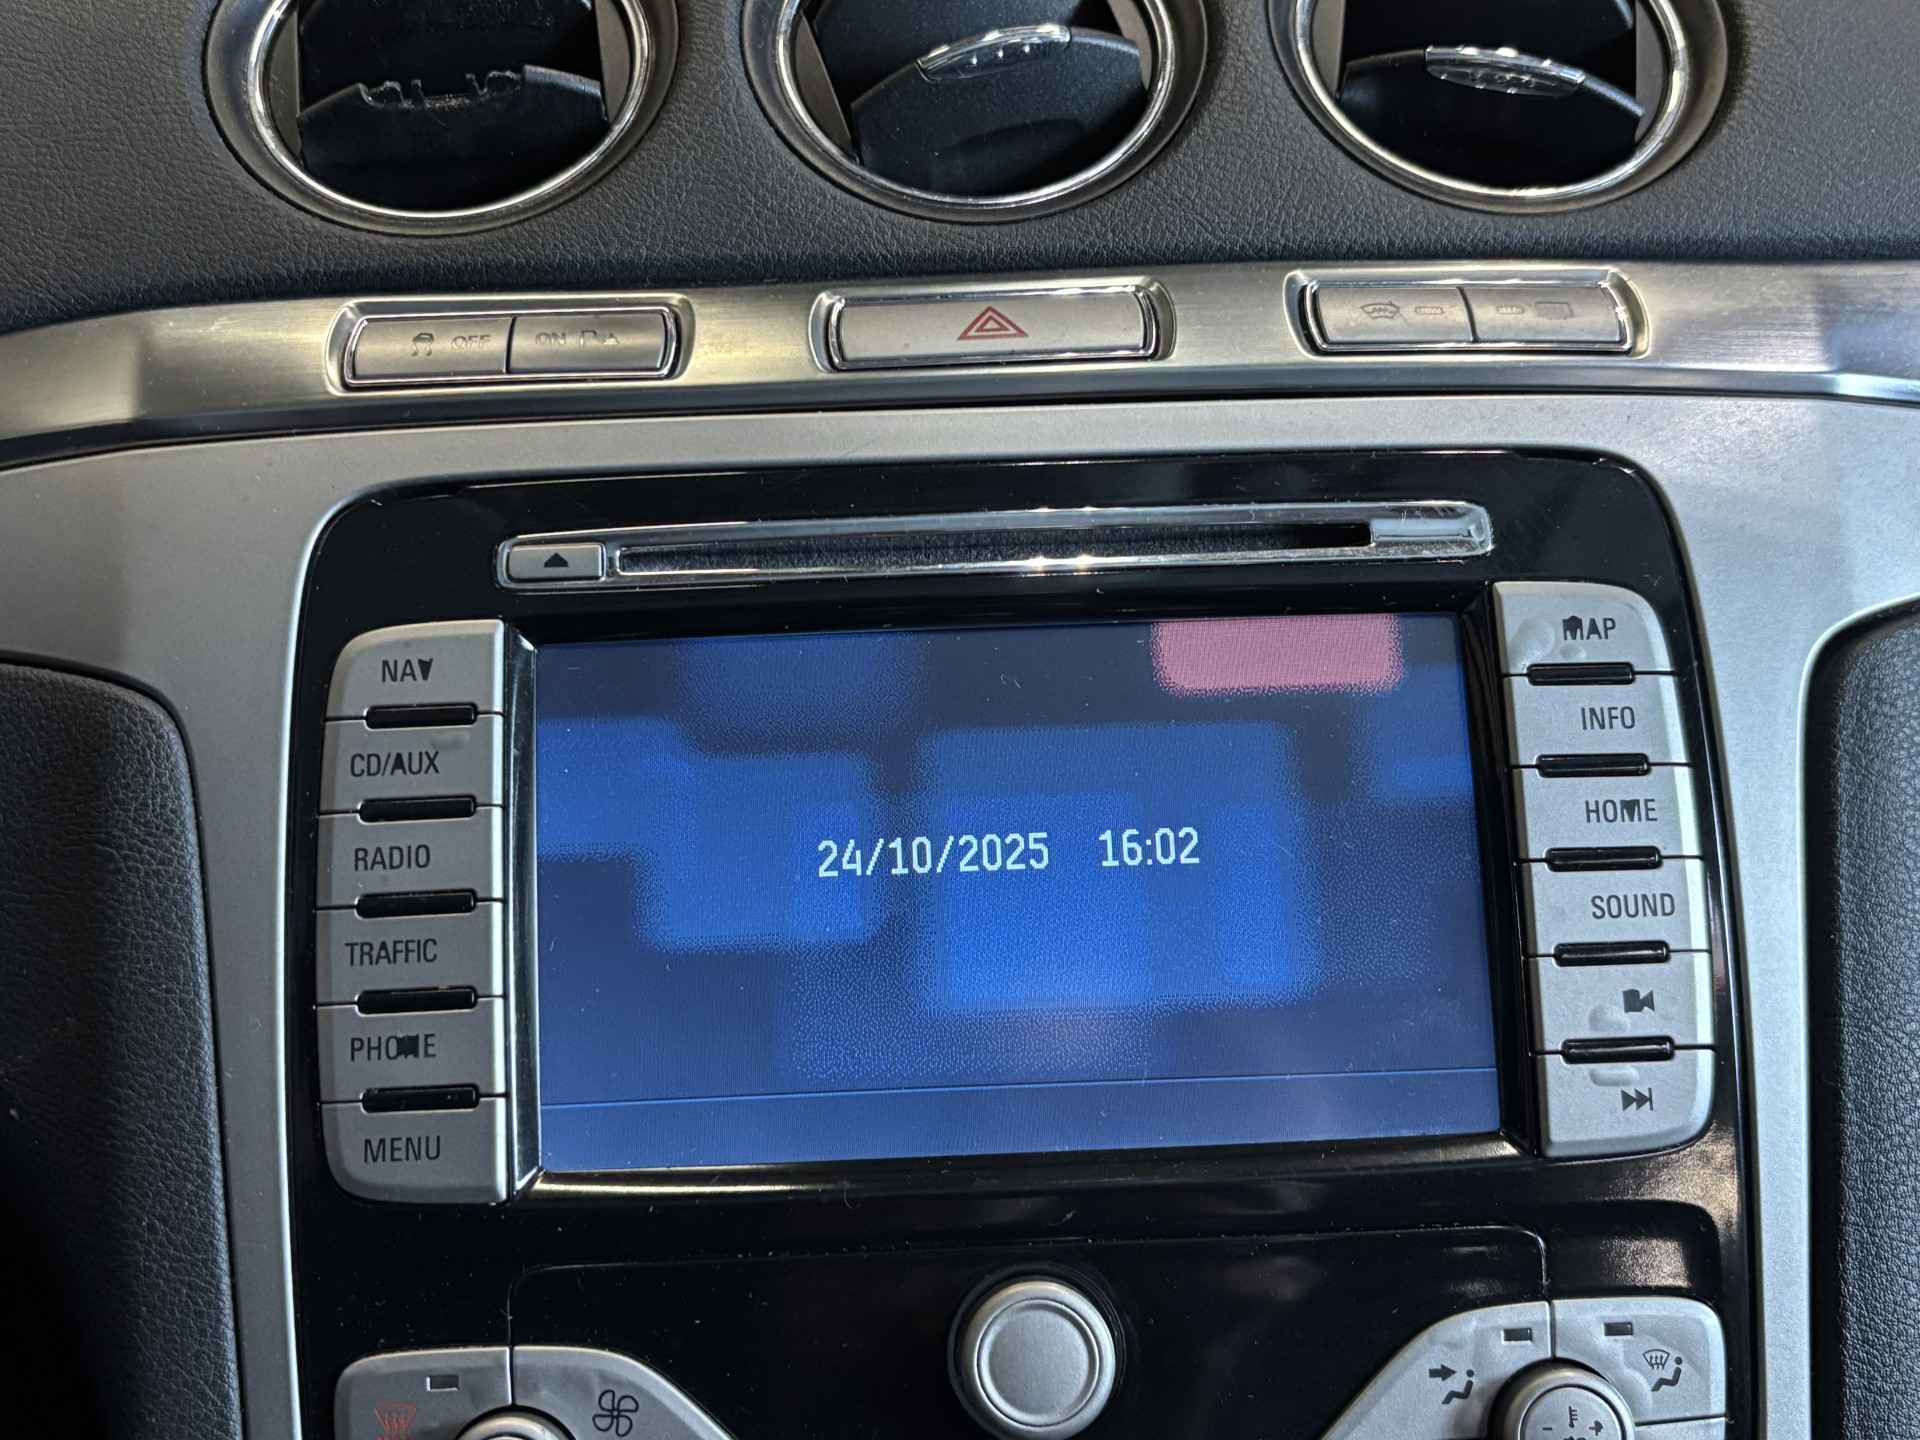 OFF ON P
24/10/2025 16:02
NAV
CD/AUX
RADIO
TRAFFIC
PHONE
MENU
MAP
INFO
HOME
SOUND